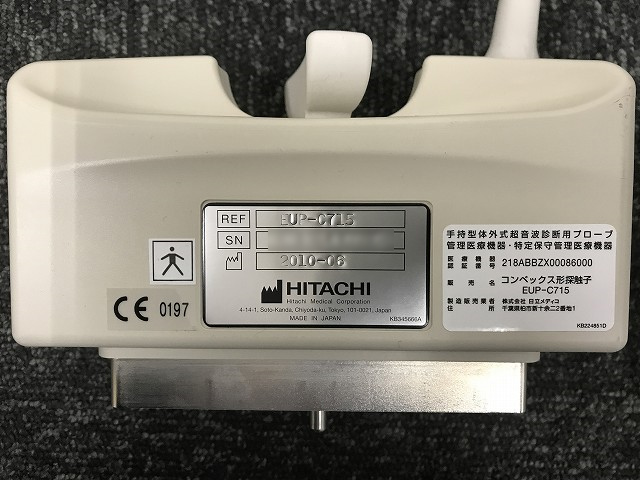 REF EUP-C715
SN
2010-06
HITACHI
Hitachi Medical Corporation
4-14-1, Soto-Kanda, Chiyoda-ku, Tokyo, 101-0021, Japan
MADE IN JAPAN
KB345666A
CE 0197
手持型体外式超音波診断用プローブ
管理医療機器・特定保守管理医療機器
医療機器
認証番号 218ABBZX00086000
販売名 コンベックス形探触子
EUP-C715
製造販売業者 株式会社 日立メディコ
住所 千葉県柏市新十余二2番地1
KB224851D